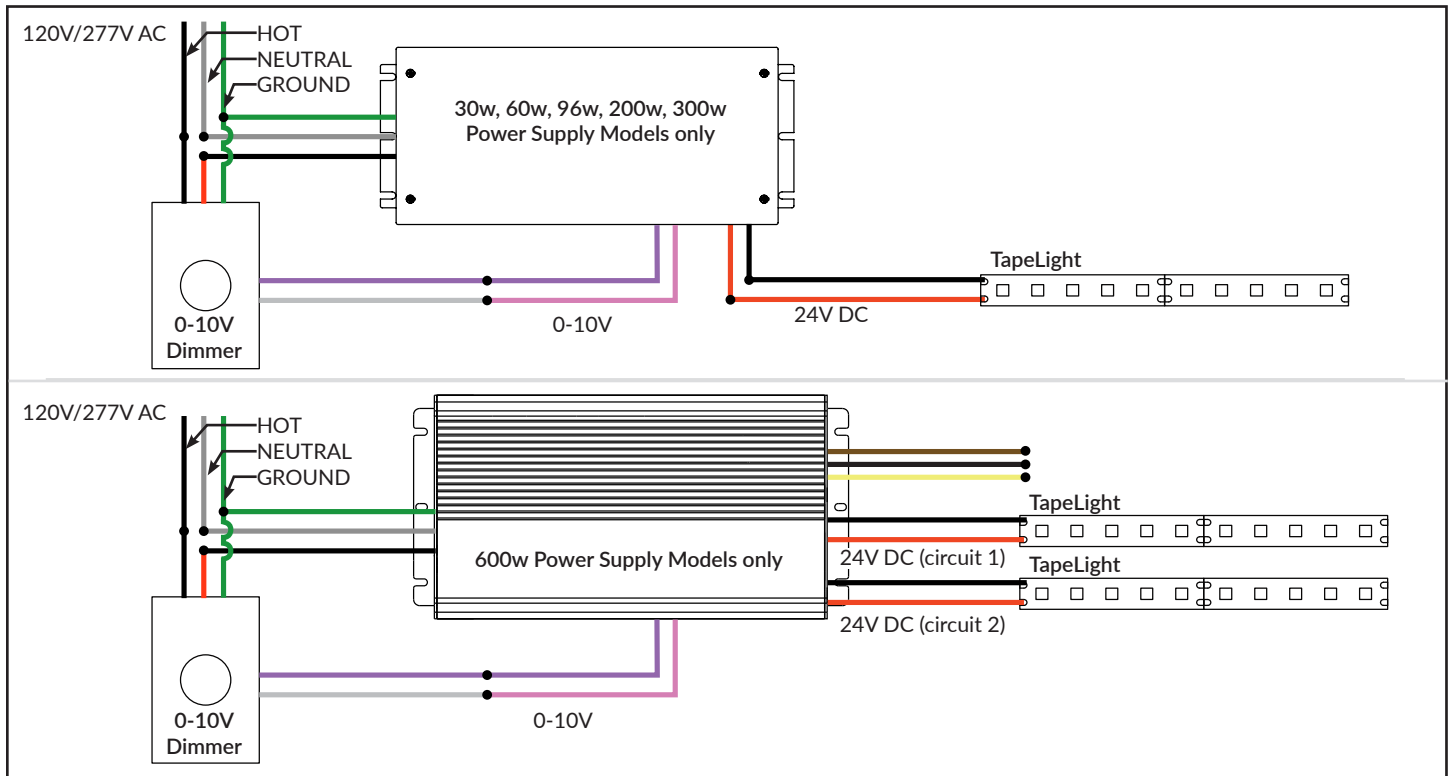 120V/277V AC
HOT
NEUTRAL
GROUND
30w, 60w, 96w, 200w, 300w
Power Supply Models only
TapeLight
24V DC
0-10V
0-10V
Dimmer
120V/277V AC
HOT
NEUTRAL
GROUND
600w Power Supply Models only
TapeLight
24V DC (circuit 1)
TapeLight
24V DC (circuit 2)
0-10V
0-10V
Dimmer